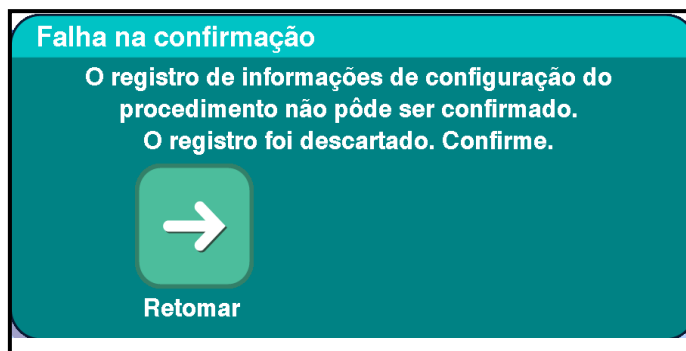 Falha na confirmação
O registro de informações de configuração do
procedimento não pôde ser confirmado.
O registro foi descartado. Confirme.
Retomar